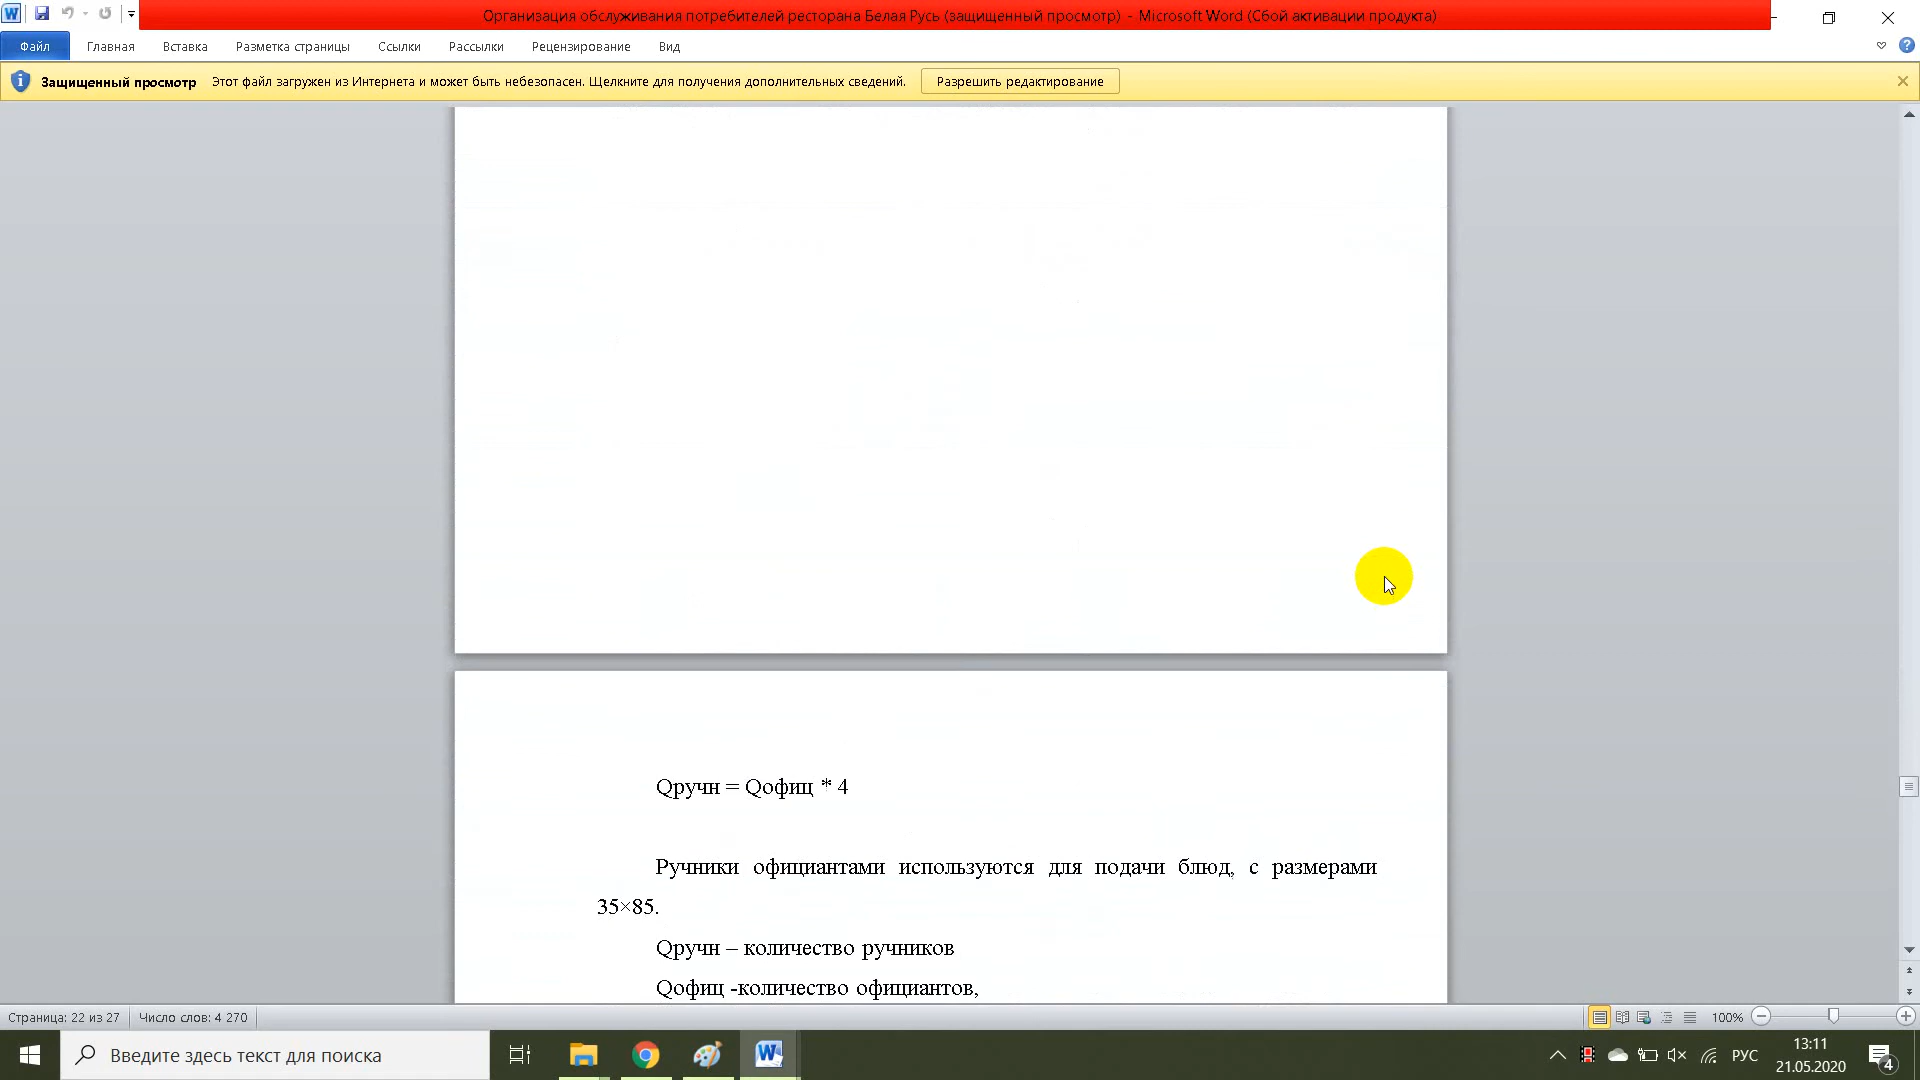 Организация обслуживания потребителей ресторана Белая Русь (защищенный просмотр) - Microsoft Word (Сбой активации продукта)
Файл Главная Вставка Разметка страницы Ссылки Рассылки Рецензирование Вид
Защищенный просмотр Этот файл загружен из Интернета и может быть небезопасен. Щелкните для получения дополнительных сведений. Разрешить редактирование
Qручн = Qофиц * 4
Ручники официантами используются для подачи блюд, с размерами
35×85.
Qручн – количество ручников
Qофиц -количество официантов,
Страница: 22 из 27 Число слов: 4 270 100%
Введите здесь текст для поиска РУС 13:11
21.05.2020 4